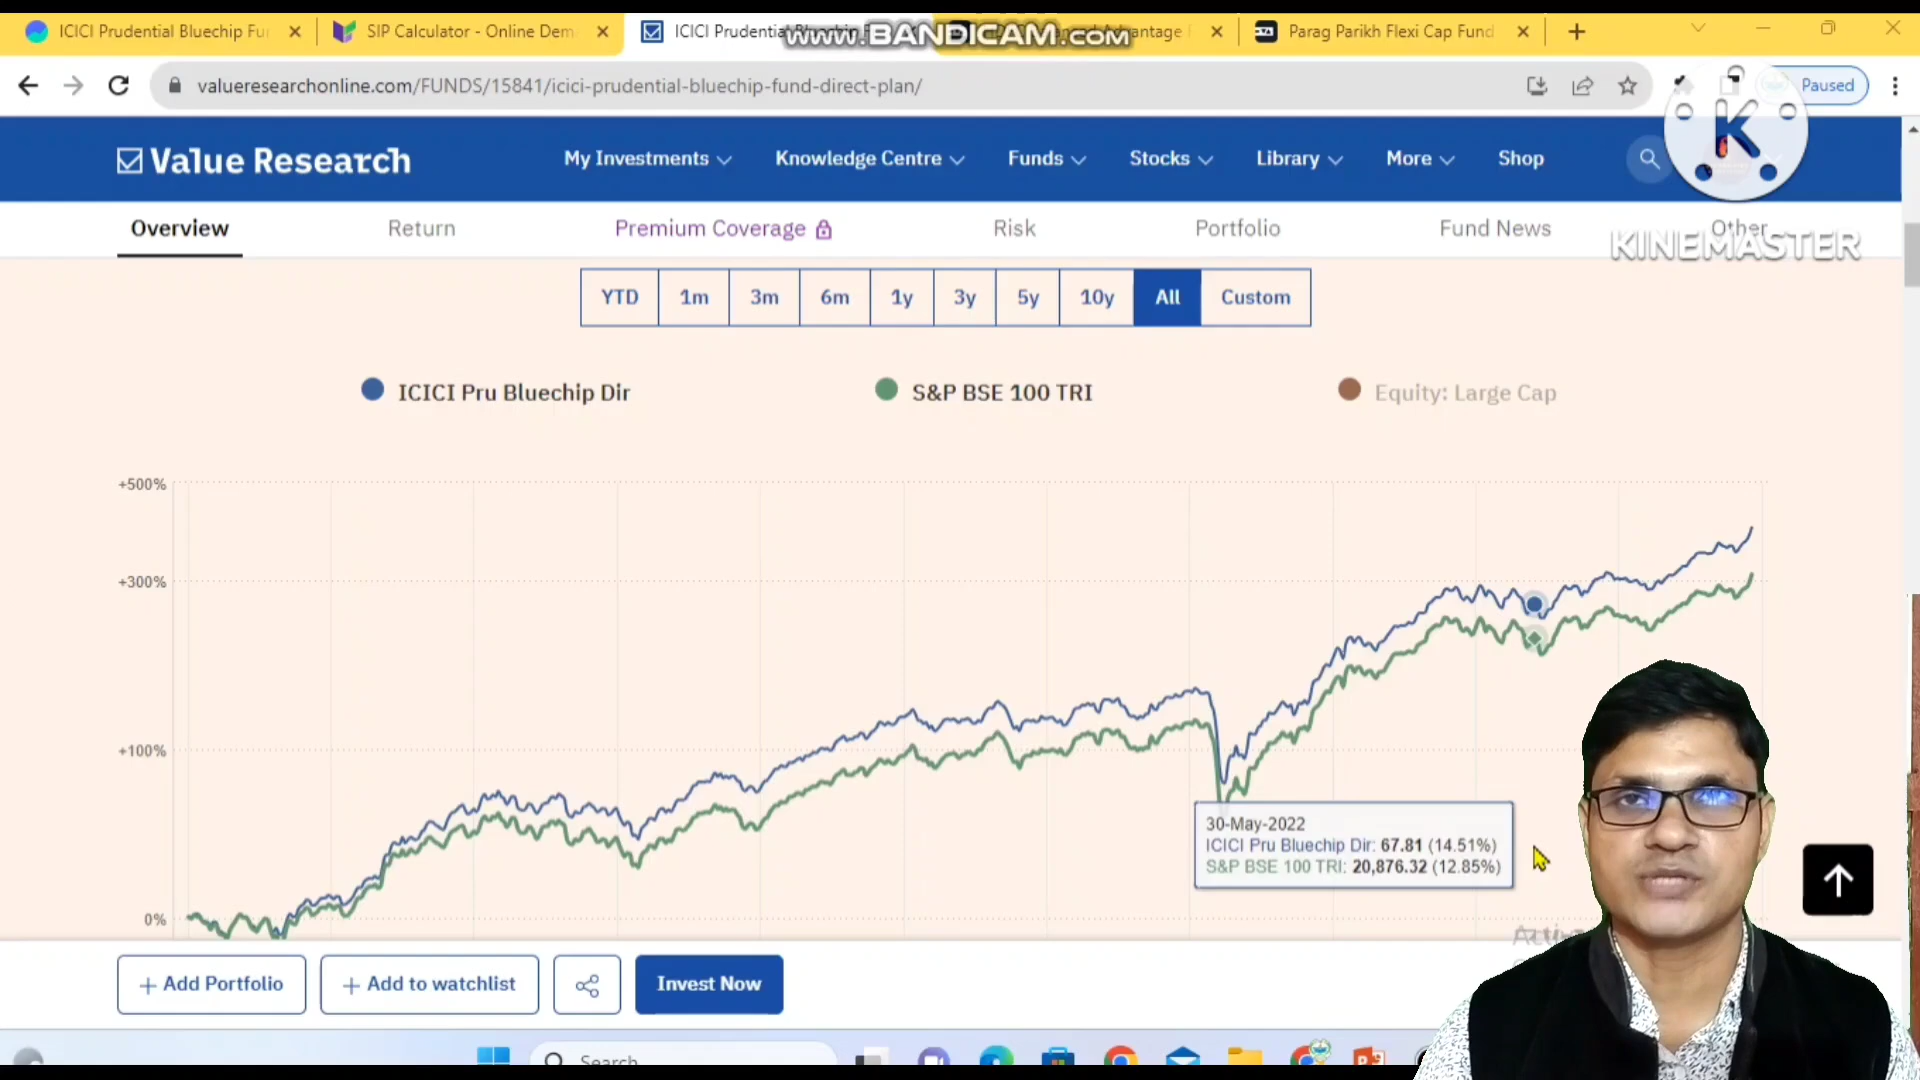 ICICI Prudential Bluechip Fu
SIP Calculator - Online Dem
ICICI Prudential Bluechip
Advantage F
Parag Parikh Flexi Cap Fund
www.BANDICAM.com
valueresearchonline.com/FUNDS/15841/icici-prudential-bluechip-fund-direct-plan/
Paused
K
KINEMASTER
Value Research
My Investments
Knowledge Centre
Funds
Stocks
Library
More
Shop
Overview
Return
Premium Coverage
Risk
Portfolio
Fund News
Other
YTD
1m
3m
6m
1y
3y
5y
10y
All
Custom
ICICI Pru Bluechip Dir
S&P BSE 100 TRI
Equity: Large Cap
+500%
+300%
+100%
0%
30-May-2022
ICICI Pru Bluechip Dir: 67.81 (14.51%)
S&P BSE 100 TRI: 20,876.32 (12.85%)
+ Add Portfolio
+ Add to watchlist
Invest Now
Search